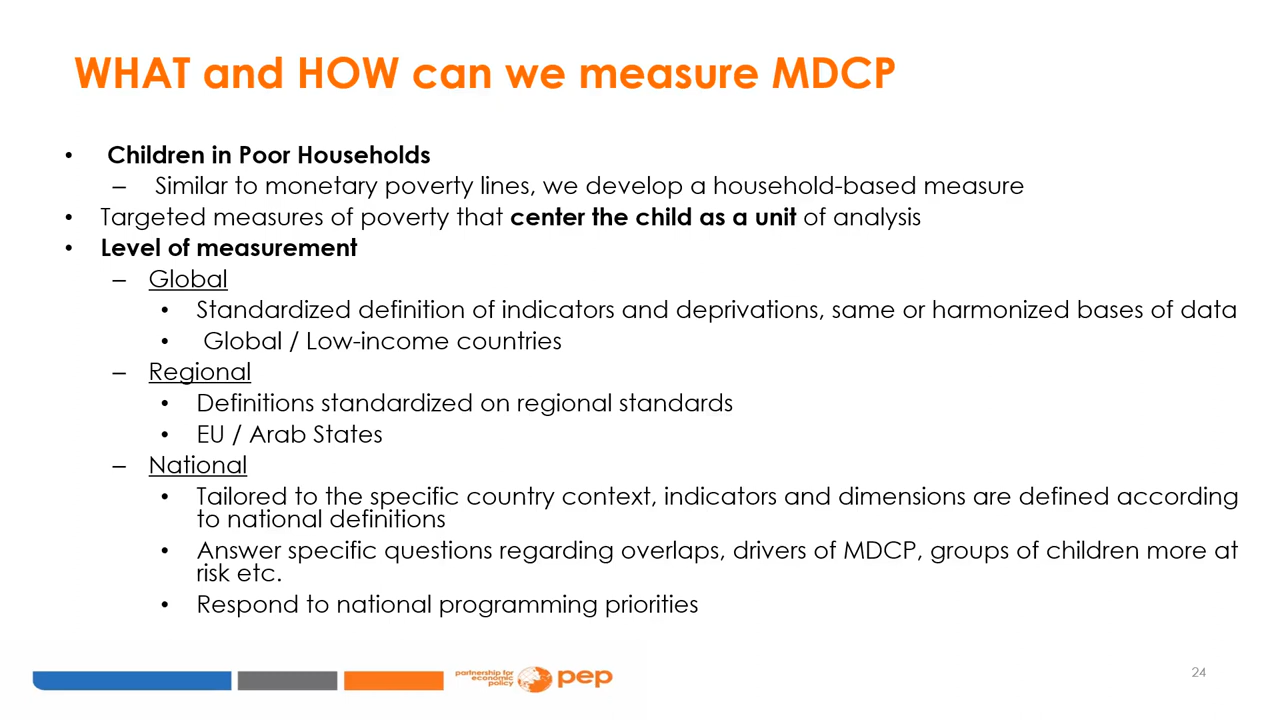 WHAT and HOW can we measure MDCP
• Children in Poor Households
– Similar to monetary poverty lines, we develop a household-based measure
• Targeted measures of poverty that center the child as a unit of analysis
• Level of measurement
– Global
• Standardized definition of indicators and deprivations, same or harmonized bases of data
• Global / Low-income countries
– Regional
• Definitions standardized on regional standards
• EU / Arab States
– National
• Tailored to the specific country context, indicators and dimensions are defined according
to national definitions
• Answer specific questions regarding overlaps, drivers of MDCP, groups of children more at
risk etc.
• Respond to national programming priorities
partnership for
economic
policy
pep
24